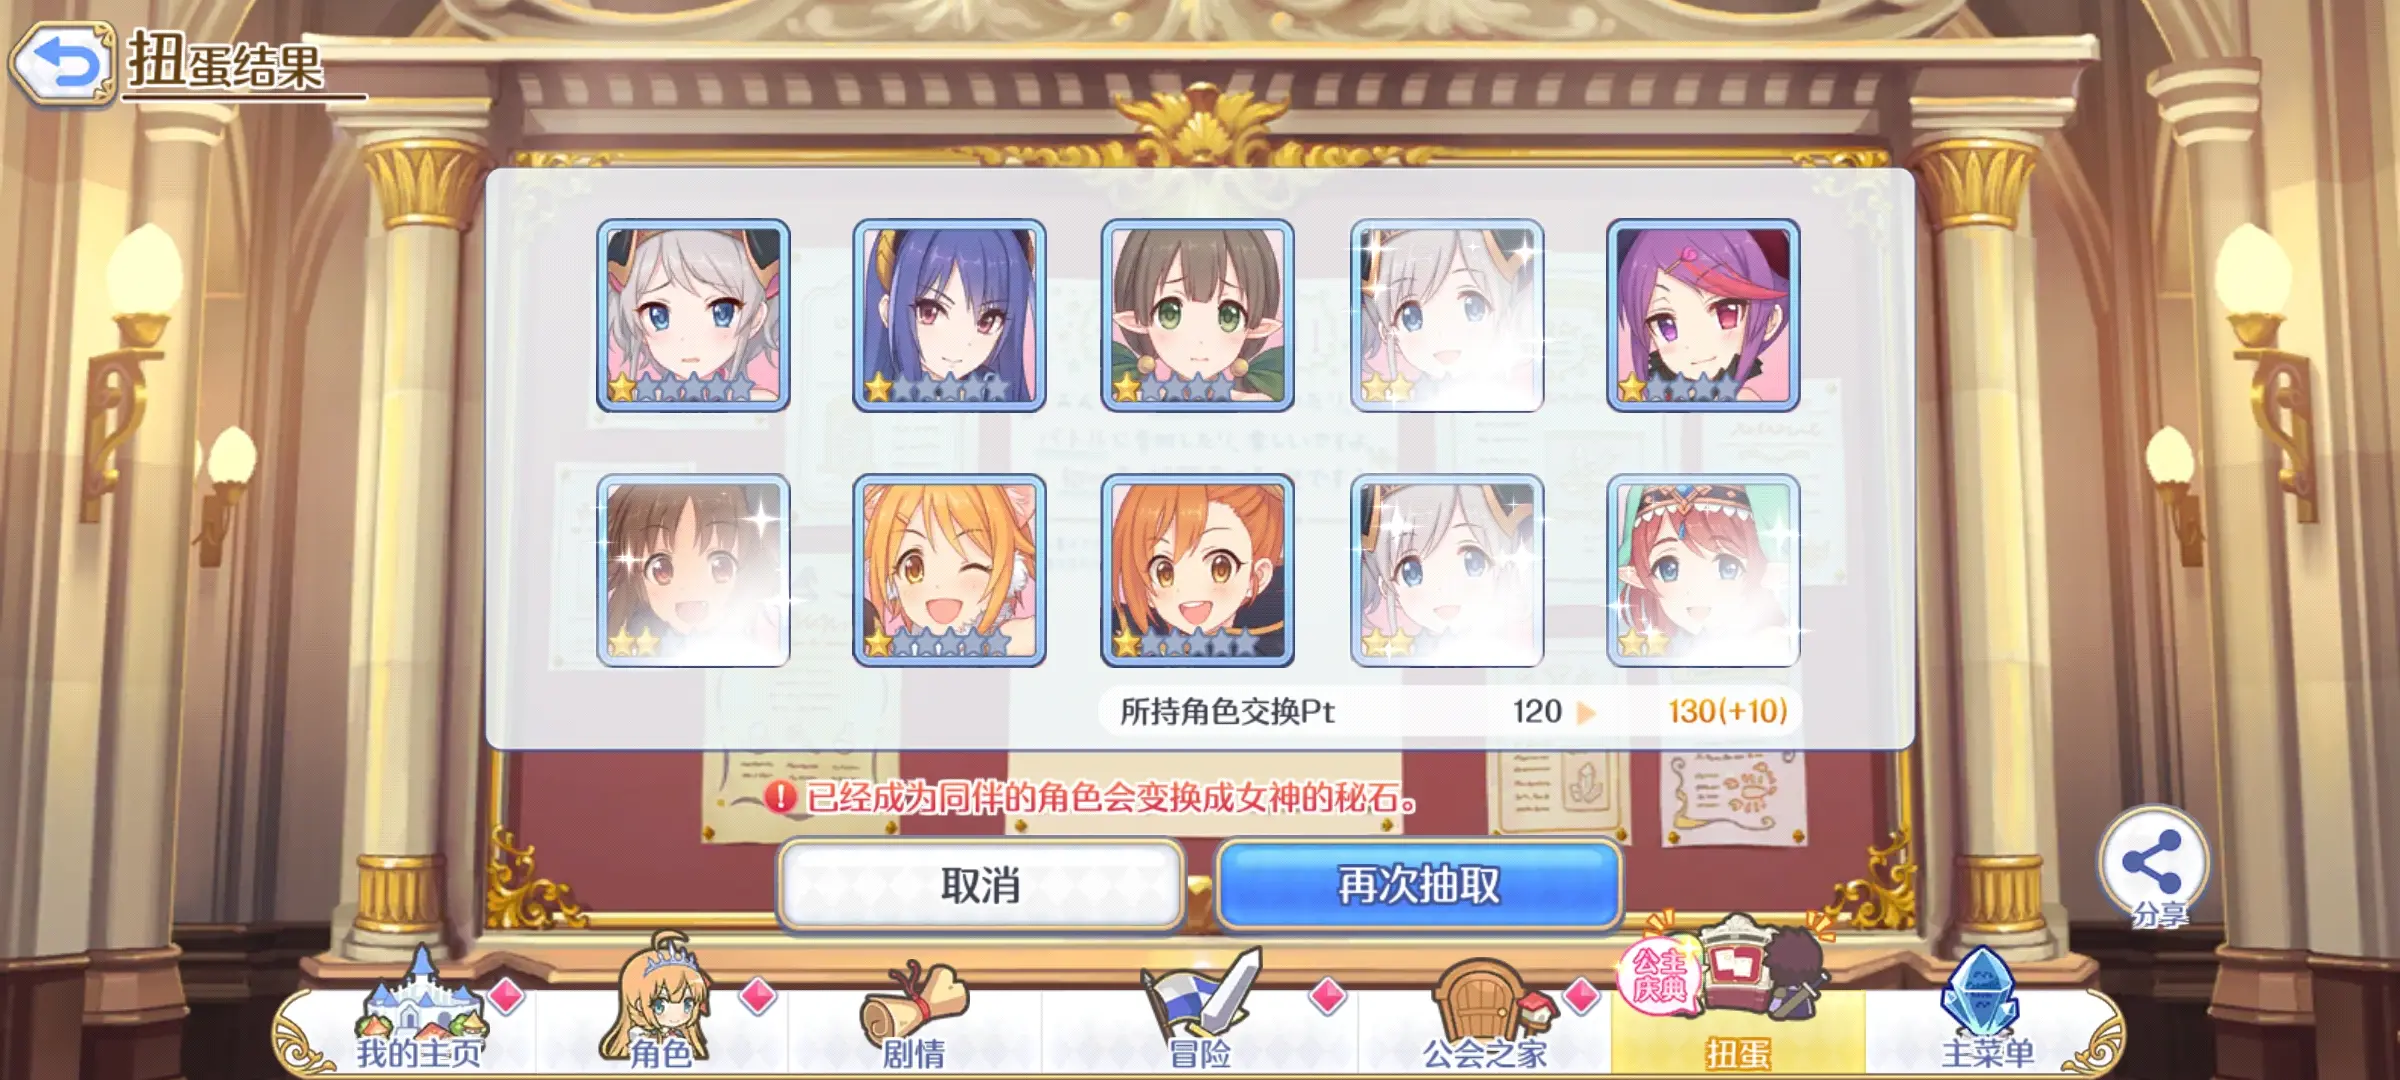 扭蛋结果
所持角色交换Pt 120 130(+10)
已经成为同伴的角色会变换成女神的秘石。
取消
再次抽取
分享
公主
庆典
我的主页
角色
剧情
冒险
公会之家
扭蛋
主菜单